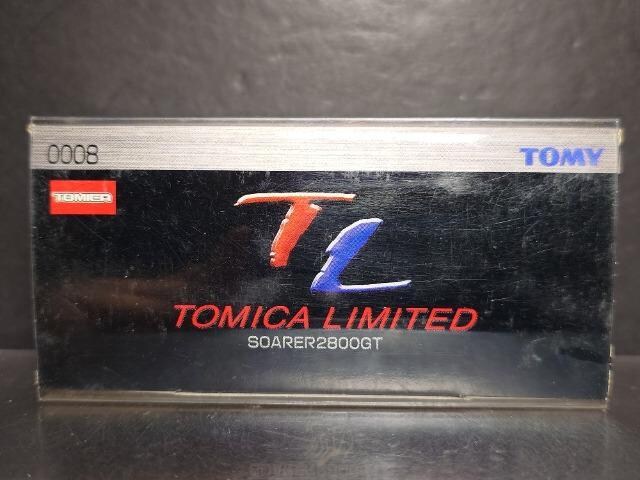 0008
TOMY
TOMICA
TL
TOMICA LIMITED
SOARER2800GT